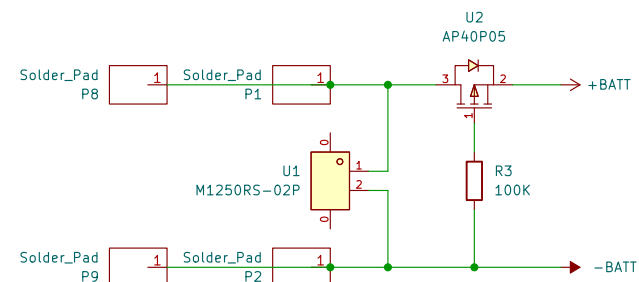 U2
AP40P05
Solder_Pad
P8
1
Solder_Pad
P1
1
3
2
+BATT
1
0
U1
M1250RS-02P
1
2
0
R3
100K
Solder_Pad
P9
1
Solder_Pad
P2
1
-BATT